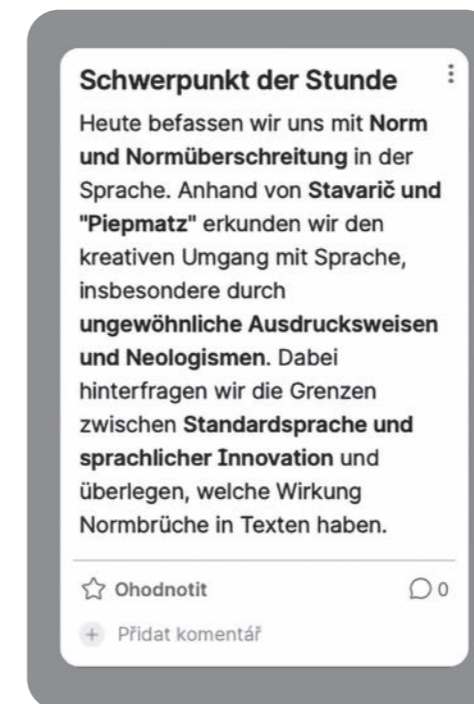 Schwerpunkt der Stunde
Heute befassen wir uns mit Norm
und Normüberschreitung in der
Sprache. Anhand von Stavarič und
"Piepmatz" erkunden wir den
kreativen Umgang mit Sprache,
insbesondere durch
ungewöhnliche Ausdrucksweisen
und Neologismen. Dabei
hinterfragen wir die Grenzen
zwischen Standardsprache und
sprachlicher Innovation und
überlegen, welche Wirkung
Normbrüche in Texten haben.
Ohodnotit 0
+ Přidat komentář